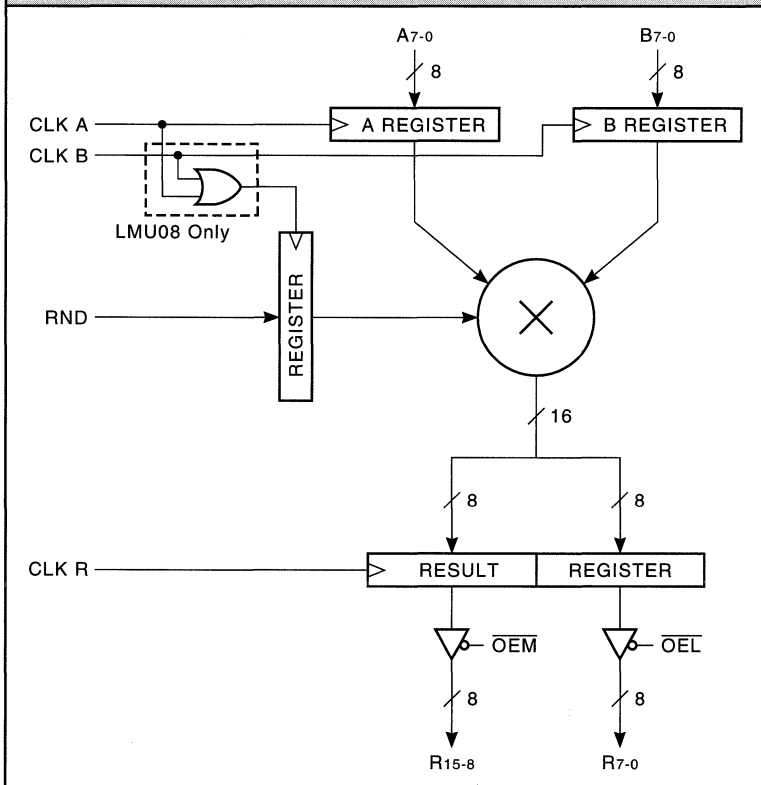 A7-0
B7-0
8
8
CLK A
A REGISTER
B REGISTER
CLK B
LMU08 Only
REGISTER
RND
16
8
8
CLK R
RESULT
REGISTER
OEM
OEL
8
8
R15-8
R7-0